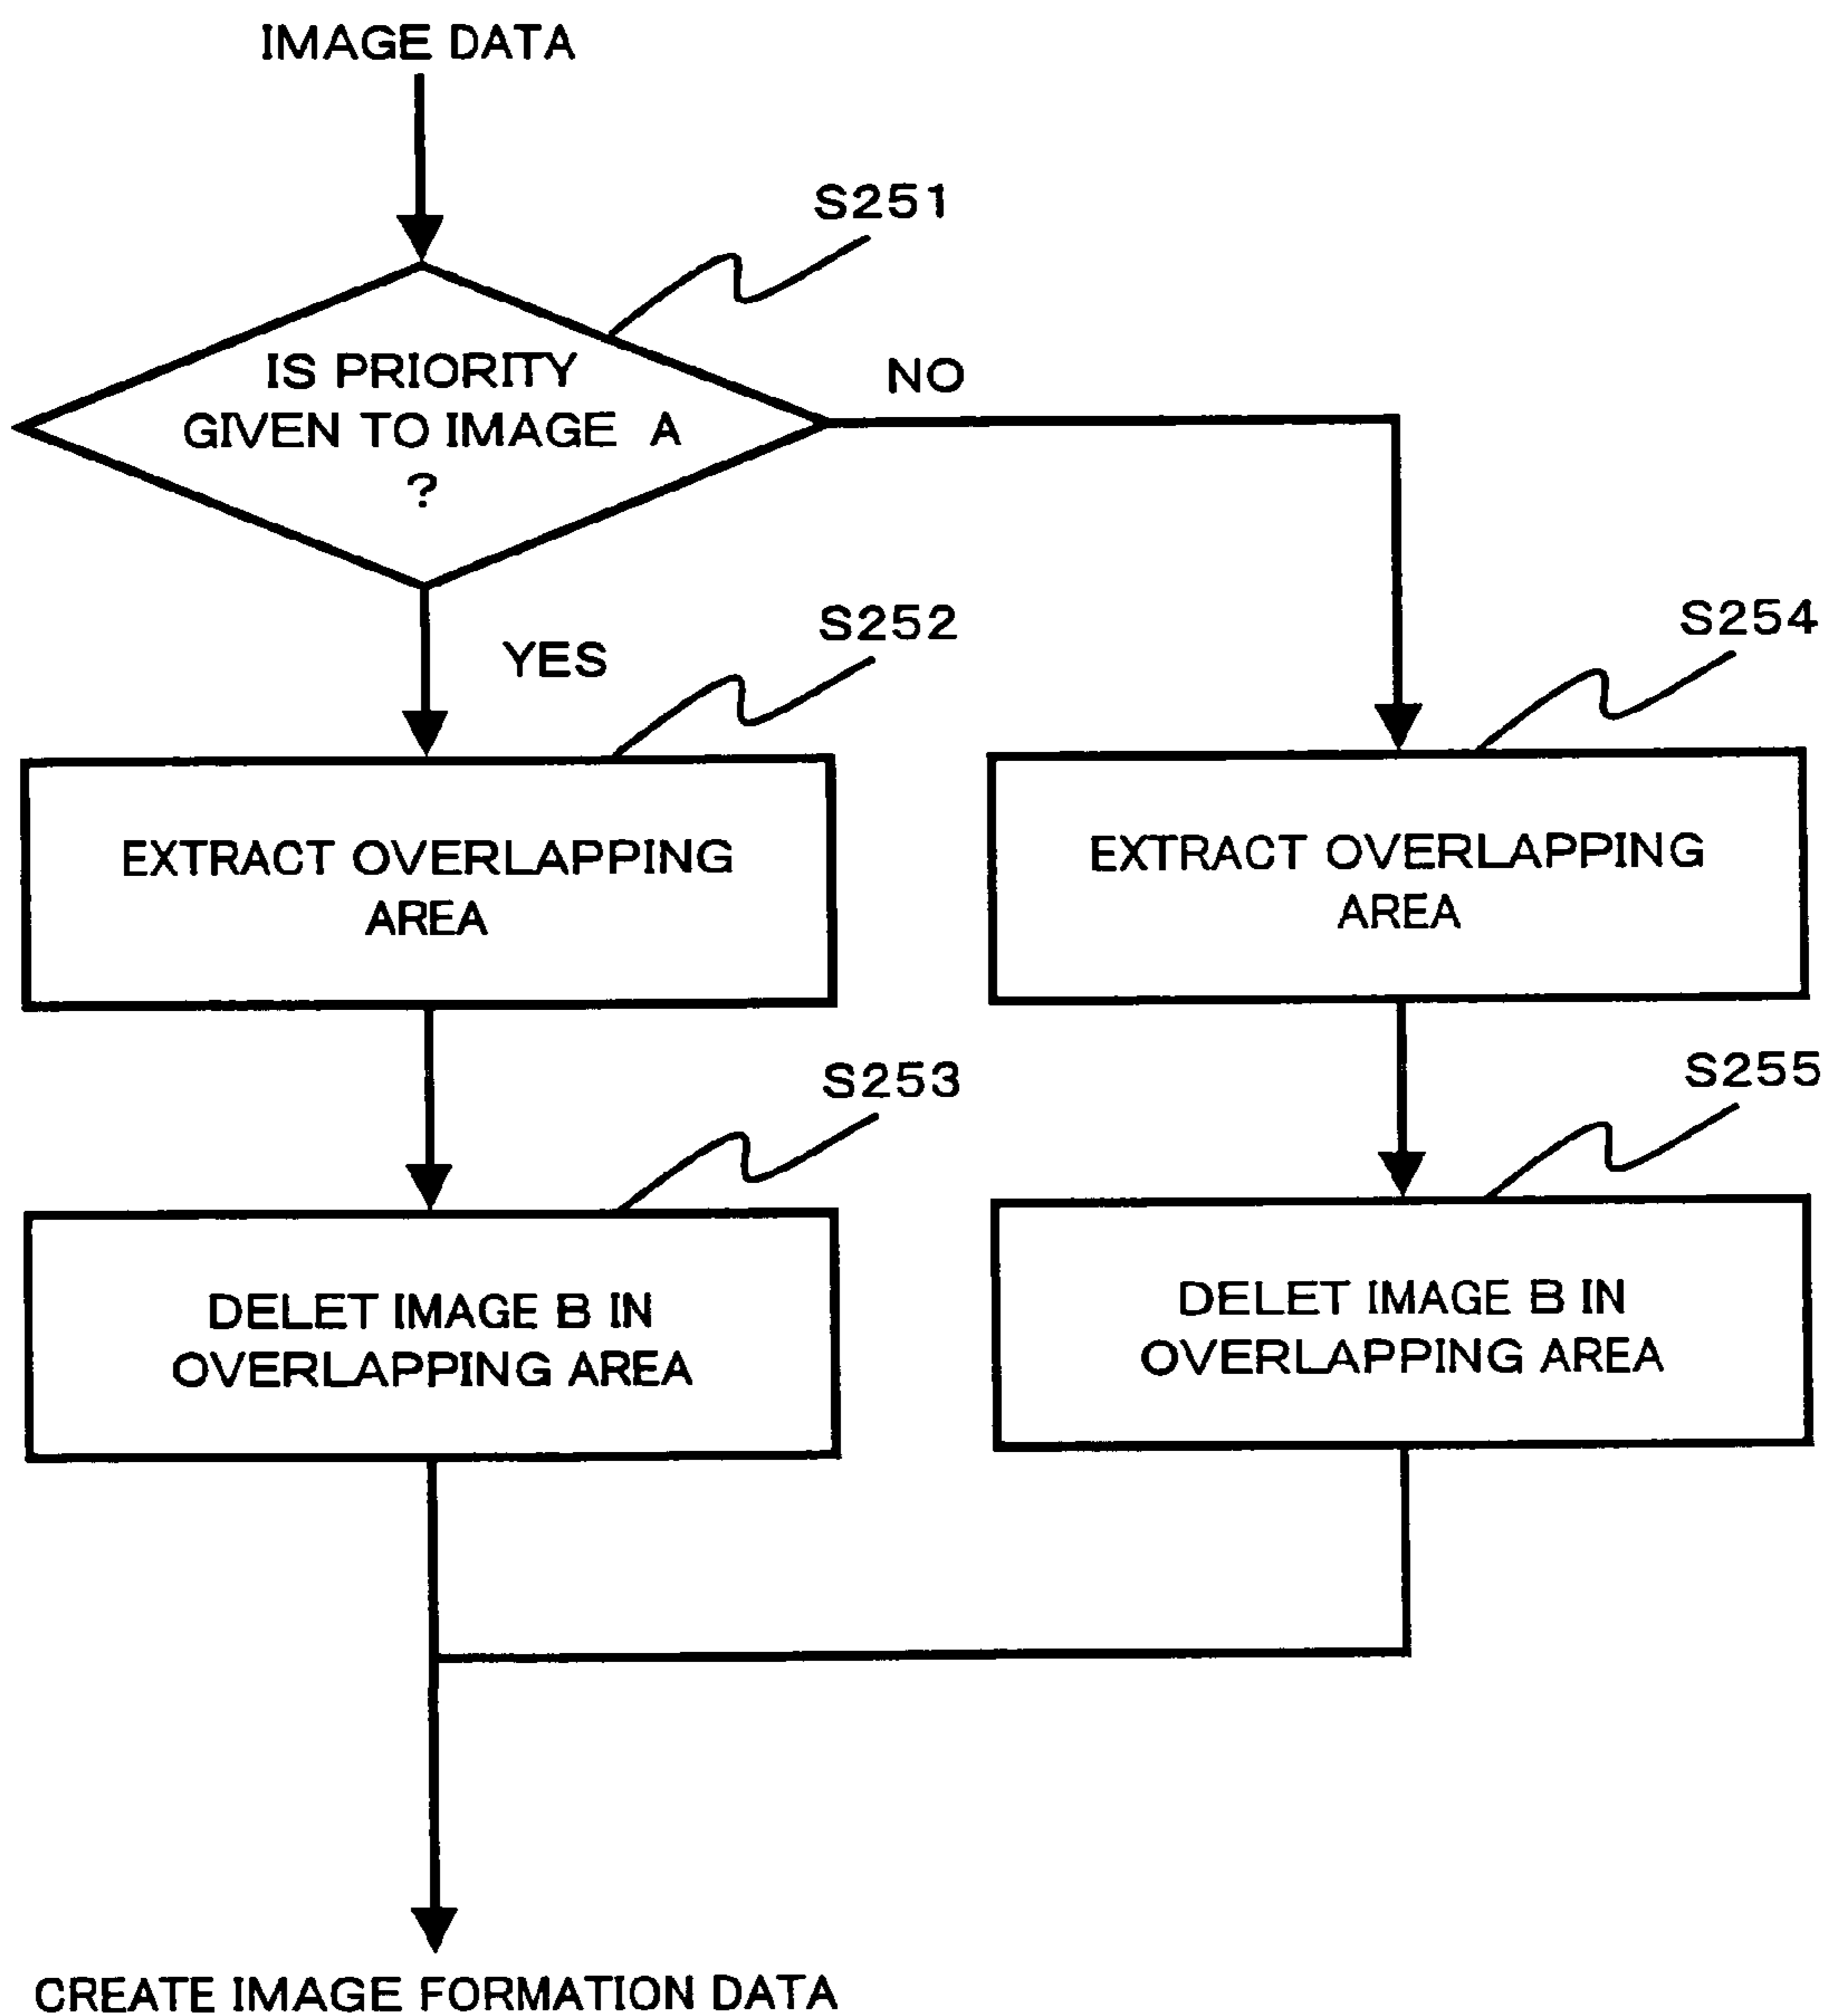 IMAGE DATA
S251
IS PRIORITY
GIVEN TO IMAGE A
?
NO
YES
S252
S254
EXTRACT OVERLAPPING
AREA
EXTRACT OVERLAPPING
AREA
S253
S255
DELET IMAGE B IN
OVERLAPPING AREA
DELET IMAGE B IN
OVERLAPPING AREA
CREATE IMAGE FORMATION DATA